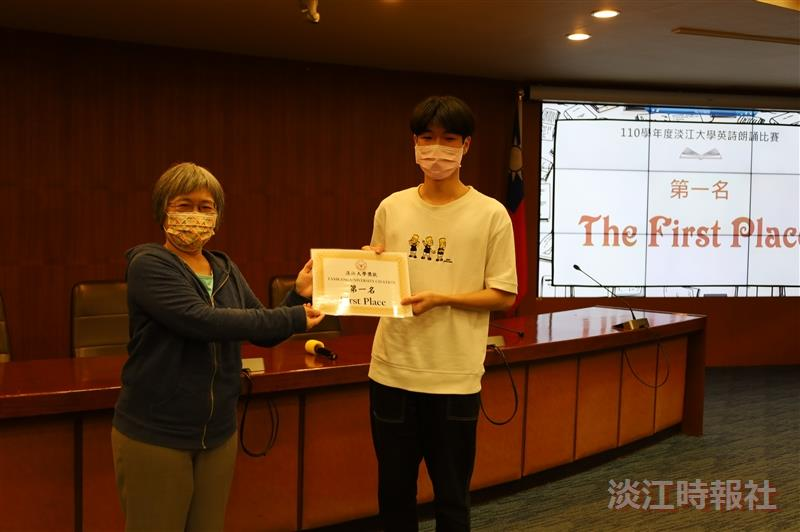 110學年度淡江大學英詩朗誦比賽
第一名
The First Place
淡江大學獎狀
TAMKANG UNIVERSITY CITATION
第一名
First Place
淡江時報社